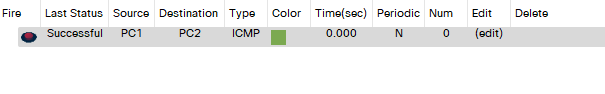 Fire Last Status Source Destination Type Color Time(sec) Periodic Num Edit Delete
Successful PC1 PC2 ICMP 0.000 N 0 (edit)